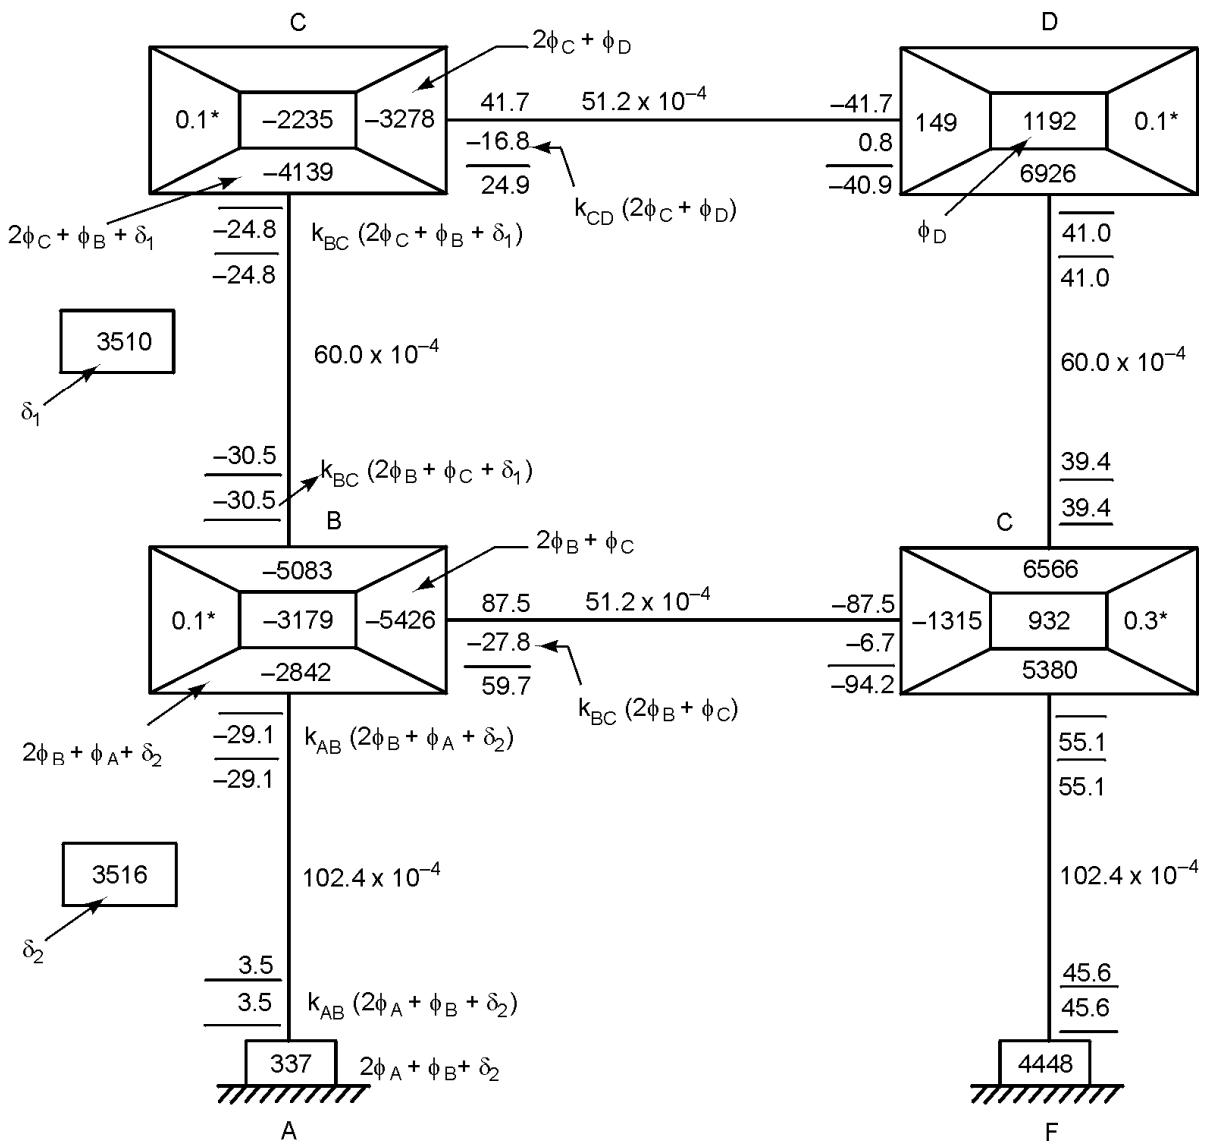 C
D
2ϕC + ϕD
0.1*
–2235
–3278
–4139
41.7
51.2 x 10–4
–41.7
–16.8
24.9
0.8
–40.9
149
1192
0.1*
6926
kCD (2ϕC + ϕD)
ϕD
2ϕC + ϕB + δ1
–24.8
kBC (2ϕC + ϕB + δ1)
–24.8
41.0
41.0
3510
δ1
60.0 x 10–4
60.0 x 10–4
–30.5
kBC (2ϕB + ϕC + δ1)
–30.5
39.4
39.4
B
C
2ϕB + ϕC
–5083
0.1*
–3179
–5426
–2842
87.5
51.2 x 10–4
–87.5
–27.8
59.7
–6.7
–94.2
6566
–1315
932
0.3*
5380
kBC (2ϕB + ϕC)
2ϕB + ϕA + δ2
–29.1
kAB (2ϕB + ϕA + δ2)
–29.1
55.1
55.1
3516
δ2
102.4 x 10–4
102.4 x 10–4
3.5
3.5
kAB (2ϕA + ϕB + δ2)
45.6
45.6
337
2ϕA + ϕB + δ2
4448
A
F